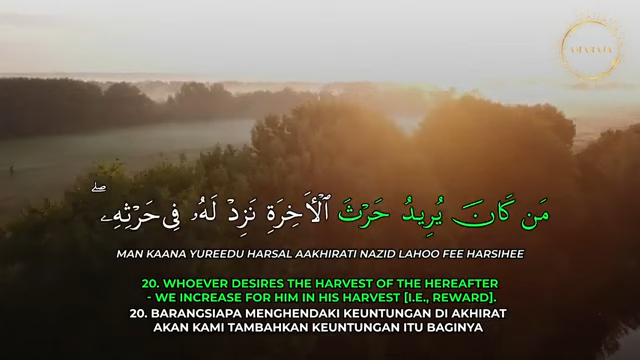 مَن كَانَ يُرِيدُ حَرْثَ ٱلْأَخِرَةِ نَزِدْ لَهُۥ فِى حَرْثِهِۦ ۖ
MAN KAANA YUREEDU HARSAL AAKHIRATI NAZID LAHOO FEE HARSIHEE
20. WHOEVER DESIRES THE HARVEST OF THE HEREAFTER
- WE INCREASE FOR HIM IN HIS HARVEST [I.E., REWARD].
20. BARANGSIAPA MENGHENDAKI KEUNTUNGAN DI AKHIRAT
AKAN KAMI TAMBAHKAN KEUNTUNGAN ITU BAGINYA